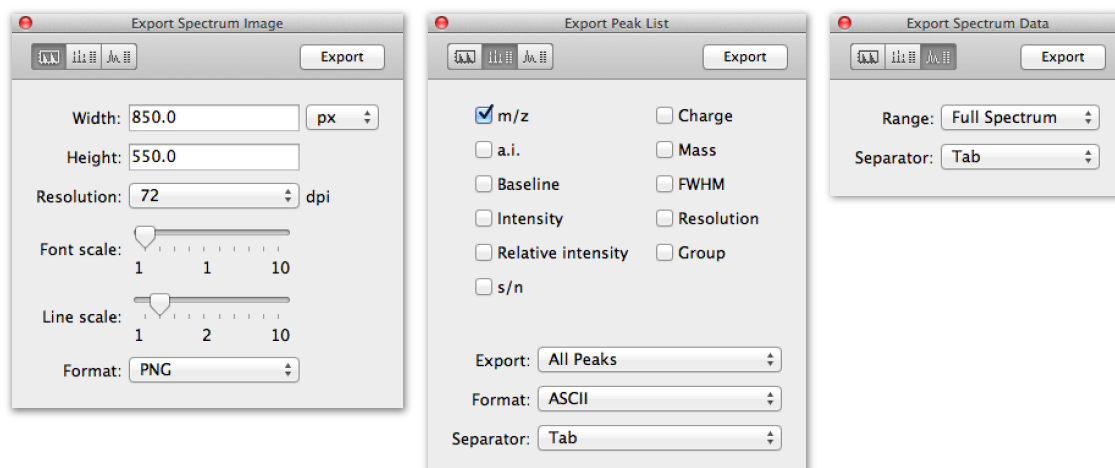 Export Spectrum Image
Export
Width: 850.0 px
Height: 550.0
Resolution: 72 dpi
Font scale:
1 1 10
Line scale:
1 2 10
Format: PNG
Export Peak List
Export
m/z Charge
a.i. Mass
Baseline FWHM
Intensity Resolution
Relative intensity Group
s/n
Export: All Peaks
Format: ASCII
Separator: Tab
Export Spectrum Data
Export
Range: Full Spectrum
Separator: Tab